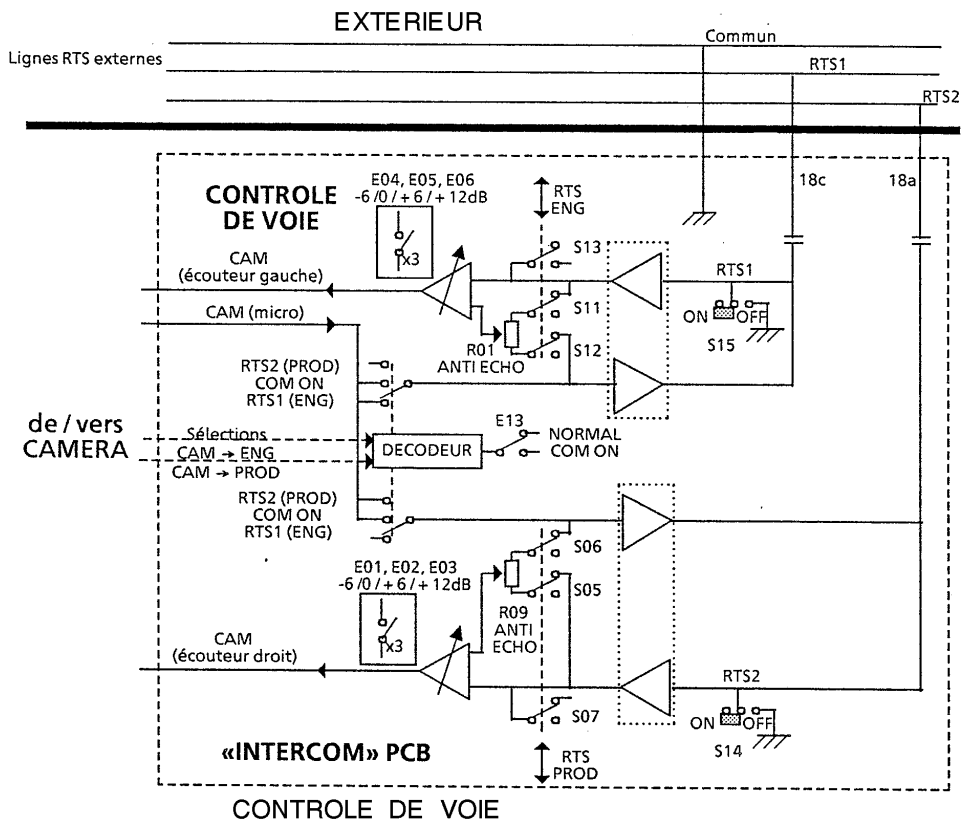 EXTERIEUR
Commun
Lignes RTS externes
RTS1
RTS2
CONTROLE
DE VOIE
E04, E05, E06
-6/0/+6/+12dB
x3
RTS
ENG
18c
18a
S13
CAM
(écouteur gauche)
RTS1
S11
ON
OFF
S15
CAM (micro)
R01
ANTI ECHO
S12
RTS2 (PROD)
COM ON
RTS1 (ENG)
de/vers
CAMERA
Sélections
CAM → ENG
CAM → PROD
DECODEUR
E13
NORMAL
COM ON
RTS2 (PROD)
COM ON
RTS1 (ENG)
S06
E01, E02, E03
-6/0/+6/+12dB
x3
S05
R09
ANTI
ECHO
CAM
(écouteur droit)
RTS2
ON
OFF
S14
S07
«INTERCOM» PCB
RTS
PROD
CONTROLE DE VOIE